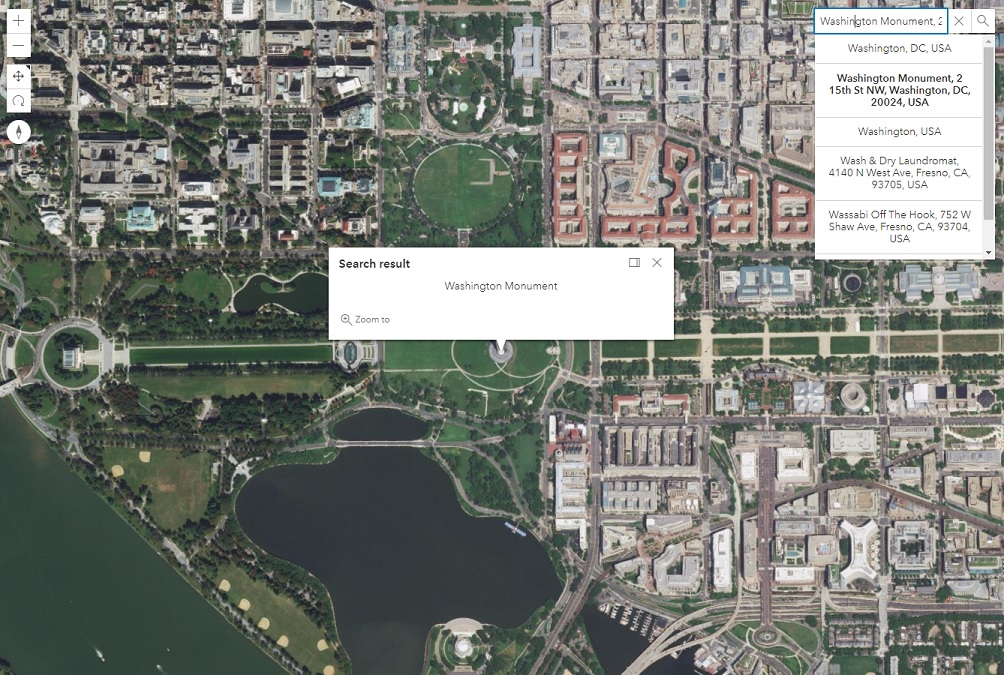 Washington Monument, 2
Washington, DC, USA
Washington Monument, 2
15th St NW, Washington, DC,
20024, USA
Washington, USA
Wash & Dry Laundromat,
4140 N West Ave, Fresno, CA,
93705, USA
Wassabi Off The Hook, 752 W
Shaw Ave, Fresno, CA, 93704,
USA
Search result
Washington Monument
Zoom to